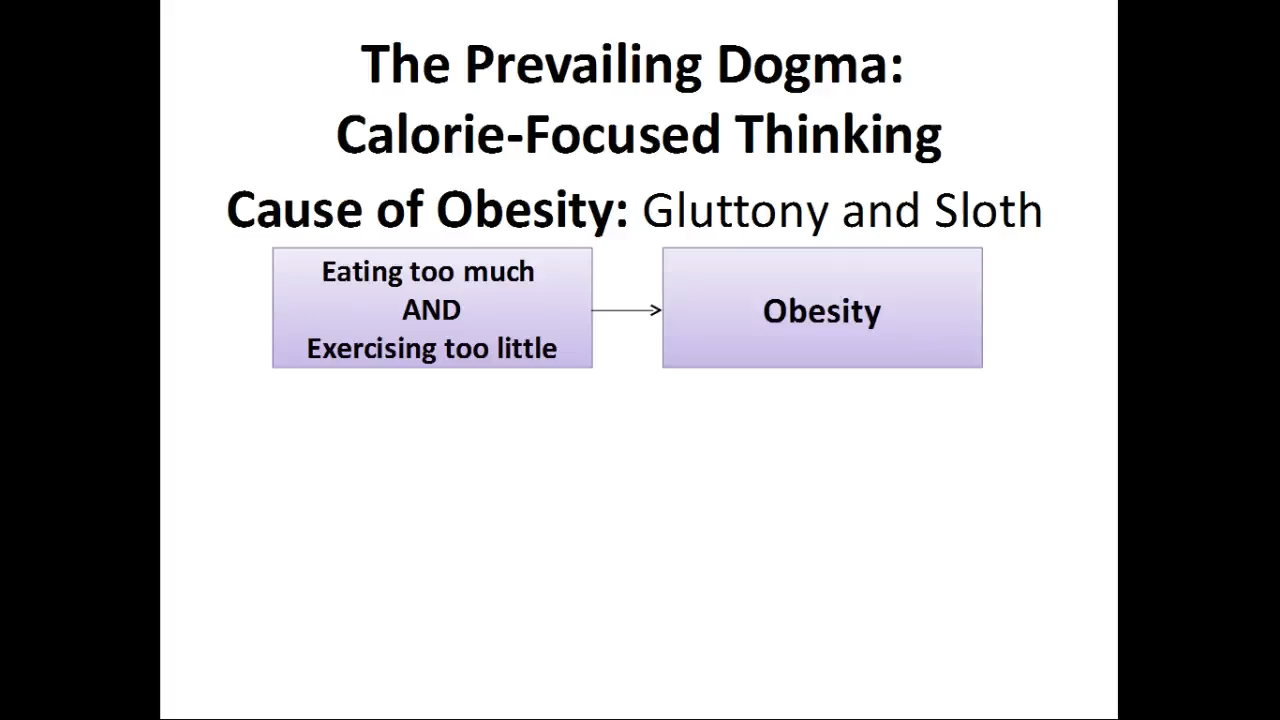 The Prevailing Dogma:
Calorie-Focused Thinking
Cause of Obesity: Gluttony and Sloth
Eating too much
AND
Exercising too little
Obesity